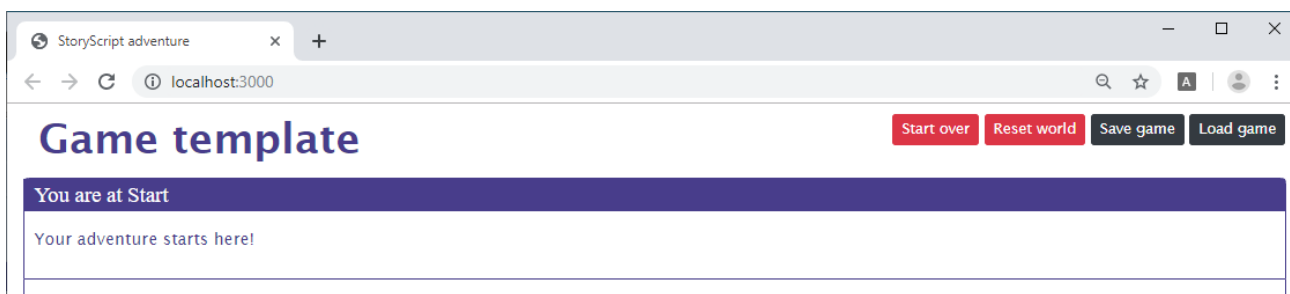 StoryScript adventure
localhost:3000
A
Game template
Start over Reset world Save game Load game
You are at Start
Your adventure starts here!